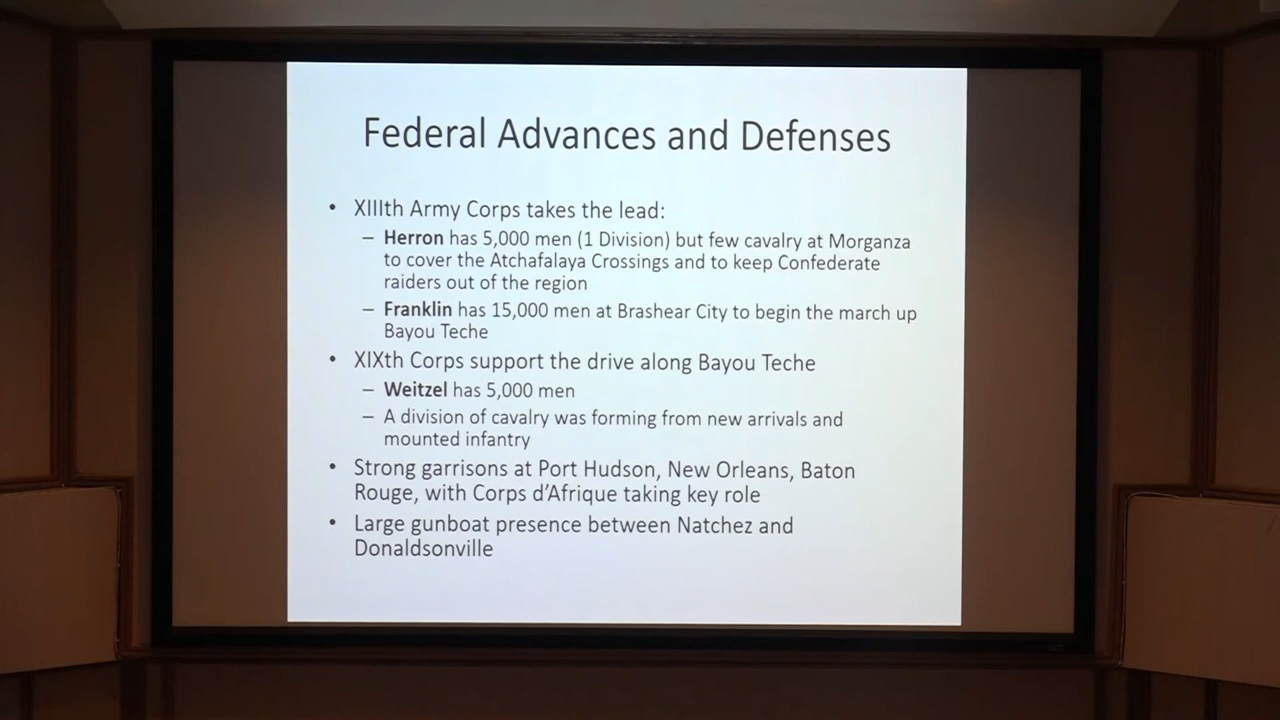 Federal Advances and Defenses
• XIIIth Army Corps takes the lead:
– Herron has 5,000 men (1 Division) but few cavalry at Morganza
to cover the Atchafalaya Crossings and to keep Confederate
raiders out of the region
– Franklin has 15,000 men at Brashear City to begin the march up
Bayou Teche
• XIXth Corps support the drive along Bayou Teche
– Weitzel has 5,000 men
– A division of cavalry was forming from new arrivals and
mounted infantry
• Strong garrisons at Port Hudson, New Orleans, Baton
Rouge, with Corps d’Afrique taking key role
• Large gunboat presence between Natchez and
Donaldsonville